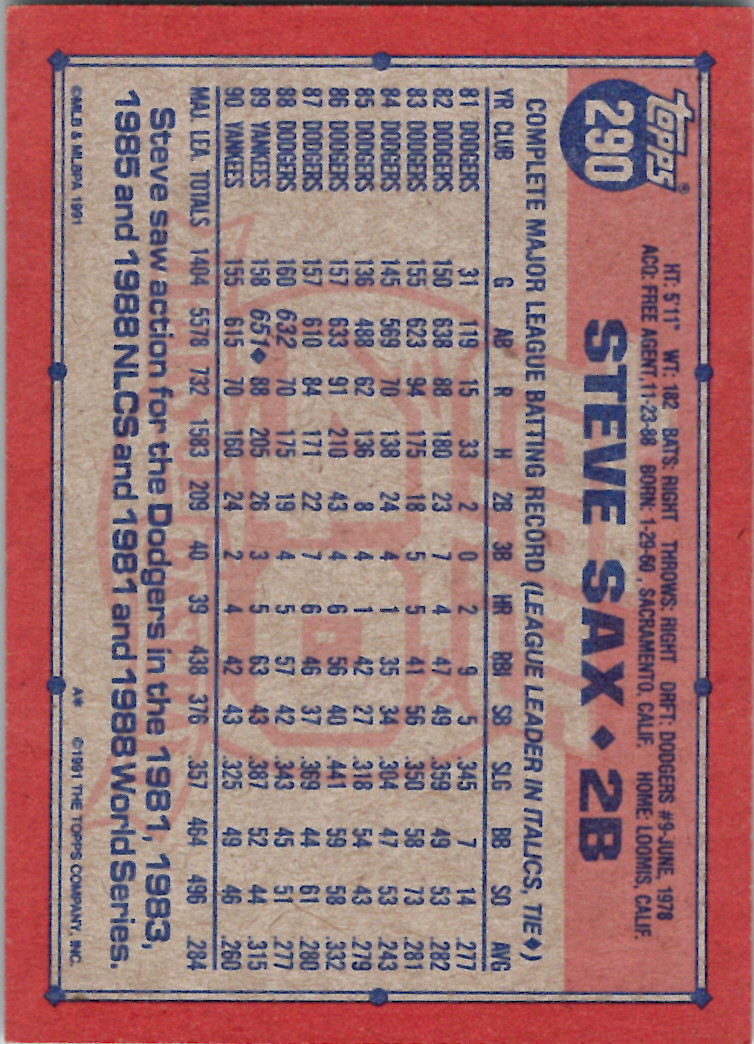 Topps®
290
HT: 5'11" WT: 182 BATS: RIGHT THROWS: RIGHT DRFT: DODGERS #9-JUNE, 1978
ACQ: FREE AGENT, 11-23-88 BORN: 1-29-60, SACRAMENTO, CALIF. HOME: LOOMIS, CALIF.
STEVE SAX ◆ 2B
COMPLETE MAJOR LEAGUE BATTING RECORD (LEAGUE LEADER IN ITALICS, TIE◆)
YR CLUB G AB R H 2B 3B HR RBI SB SLG BB SO AVG
81 DODGERS 31 119 15 33 2 0 2 9 5 .345 7 14 .277
82 DODGERS 150 638 88 180 23 7 4 47 49 .359 49 53 .282
83 DODGERS 155 623 94 175 18 5 5 41 56 .350 58 73 .281
84 DODGERS 145 569 70 138 24 4 1 35 34 .304 47 53 .243
85 DODGERS 136 488 62 136 8 4 1 42 27 .318 54 43 .279
86 DODGERS 157 633 91 210 43 4 6 56 40 .441 59 58 .332
87 DODGERS 157 610 84 171 22 7 6 46 37 .369 44 61 .280
88 DODGERS 160 632 70 175 19 4 5 57 42 .343 45 51 .277
89 YANKEES 158 651◆ 88 205 26 3 5 63 43 .387 52 44 .315
90 YANKEES 155 615 70 160 24 2 4 42 43 .325 49 46 .260
MAJ. LEA. TOTALS 1404 5578 732 1583 209 40 39 438 376 .357 464 496 .284
Steve saw action for the Dodgers in the 1981, 1983,
1985 and 1988 NLCS and 1981 and 1988 World Series.
©MLB & MLBPA 1991 A* ©1991 THE TOPPS COMPANY, INC.